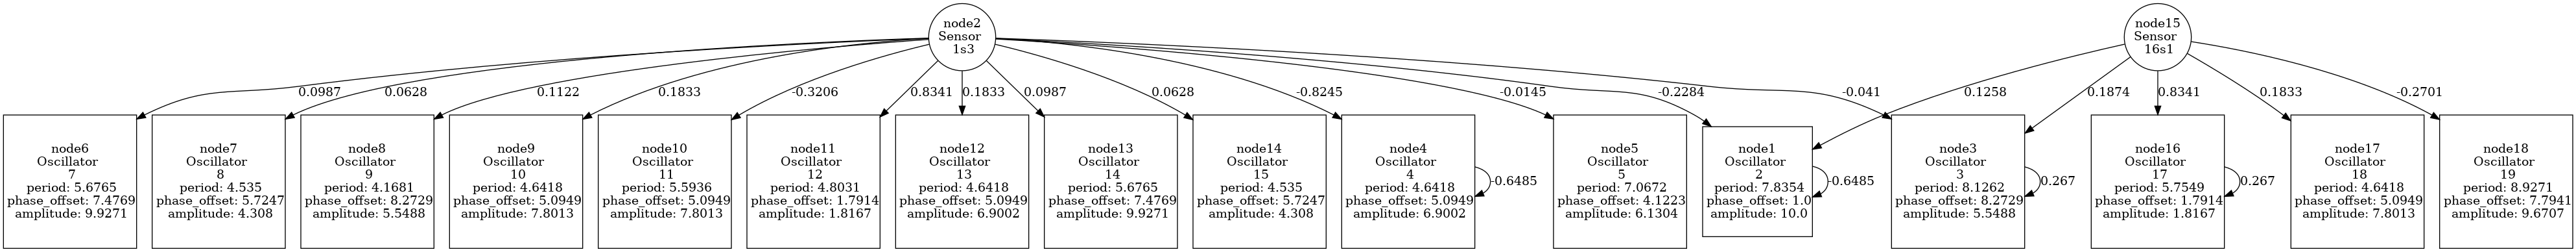 node2
Sensor
1s3
node15
Sensor
16s1
0.0987
0.0628
0.1122
0.1833
-0.3206
0.8341
0.1833
0.0987
0.0628
-0.8245
-0.0145
-0.2284
-0.041
0.1258
0.1874
0.8341
0.1833
-0.2701
node6
Oscillator
7
period: 5.6765
phase_offset: 7.4769
amplitude: 9.9271
node7
Oscillator
8
period: 4.535
phase_offset: 5.7247
amplitude: 4.308
node8
Oscillator
9
period: 4.1681
phase_offset: 8.2729
amplitude: 5.5488
node9
Oscillator
10
period: 4.6418
phase_offset: 5.0949
amplitude: 7.8013
node10
Oscillator
11
period: 5.5936
phase_offset: 5.0949
amplitude: 7.8013
node11
Oscillator
12
period: 4.8031
phase_offset: 1.7914
amplitude: 1.8167
node12
Oscillator
13
period: 4.6418
phase_offset: 5.0949
amplitude: 6.9002
node13
Oscillator
14
period: 5.6765
phase_offset: 7.4769
amplitude: 9.9271
node14
Oscillator
15
period: 4.535
phase_offset: 5.7247
amplitude: 4.308
node4
Oscillator
4
period: 4.6418
phase_offset: 5.0949
amplitude: 6.9002
-0.6485
node5
Oscillator
5
period: 7.0672
phase_offset: 4.1223
amplitude: 6.1304
node1
Oscillator
2
period: 7.8354
phase_offset: 1.0
amplitude: 10.0
-0.6485
node3
Oscillator
3
period: 8.1262
phase_offset: 8.2729
amplitude: 5.5488
0.267
node16
Oscillator
17
period: 5.7549
phase_offset: 1.7914
amplitude: 1.8167
0.267
node17
Oscillator
18
period: 4.6418
phase_offset: 5.0949
amplitude: 7.8013
node18
Oscillator
19
period: 8.9271
phase_offset: 7.7941
amplitude: 9.6707